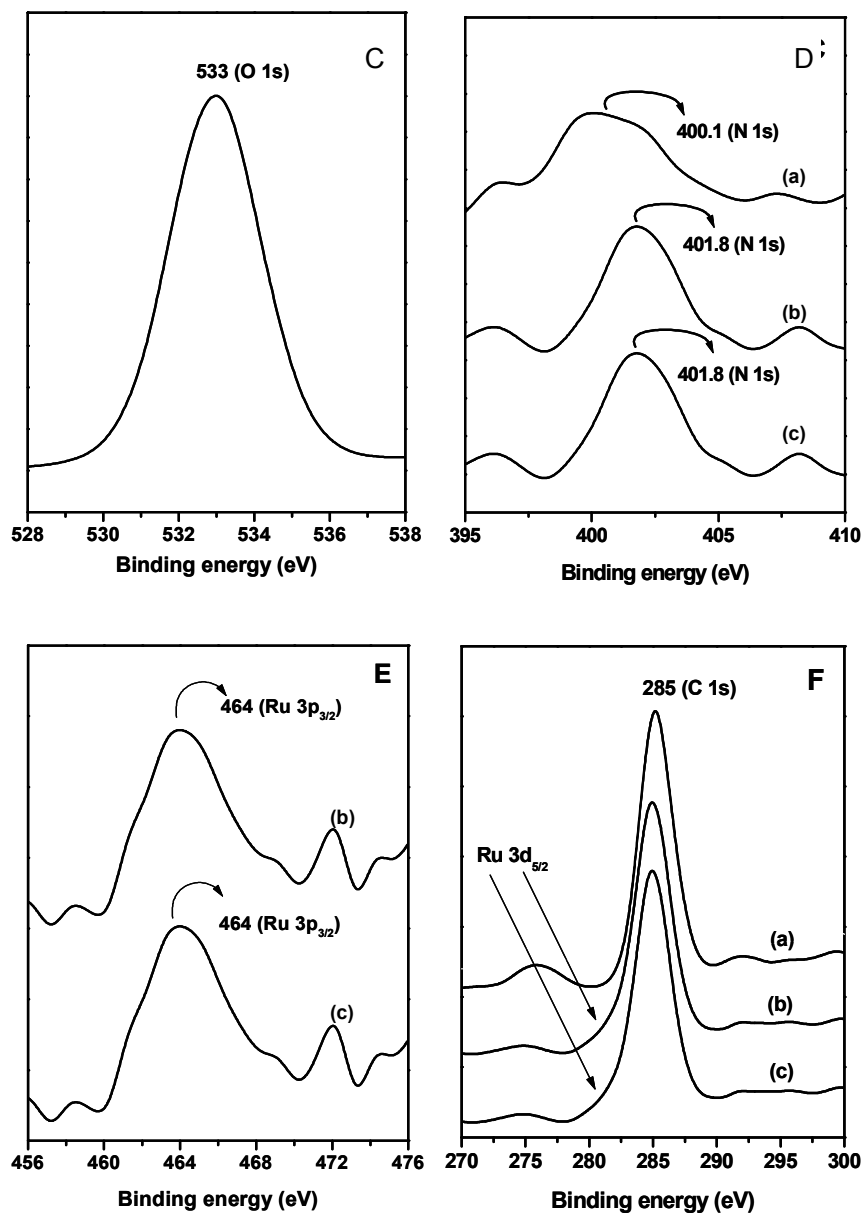 C
533 (O 1s)
528 530 532 534 536 538
Binding energy (eV)
D
400.1 (N 1s)
(a)
401.8 (N 1s)
(b)
401.8 (N 1s)
(c)
395 400 405 410
Binding energy (eV)
E
464 (Ru 3p3/2)
(b)
464 (Ru 3p3/2)
(c)
456 460 464 468 472 476
Binding energy (eV)
F
285 (C 1s)
Ru 3d5/2
(a)
(b)
(c)
270 275 280 285 290 295 300
Binding energy (eV)